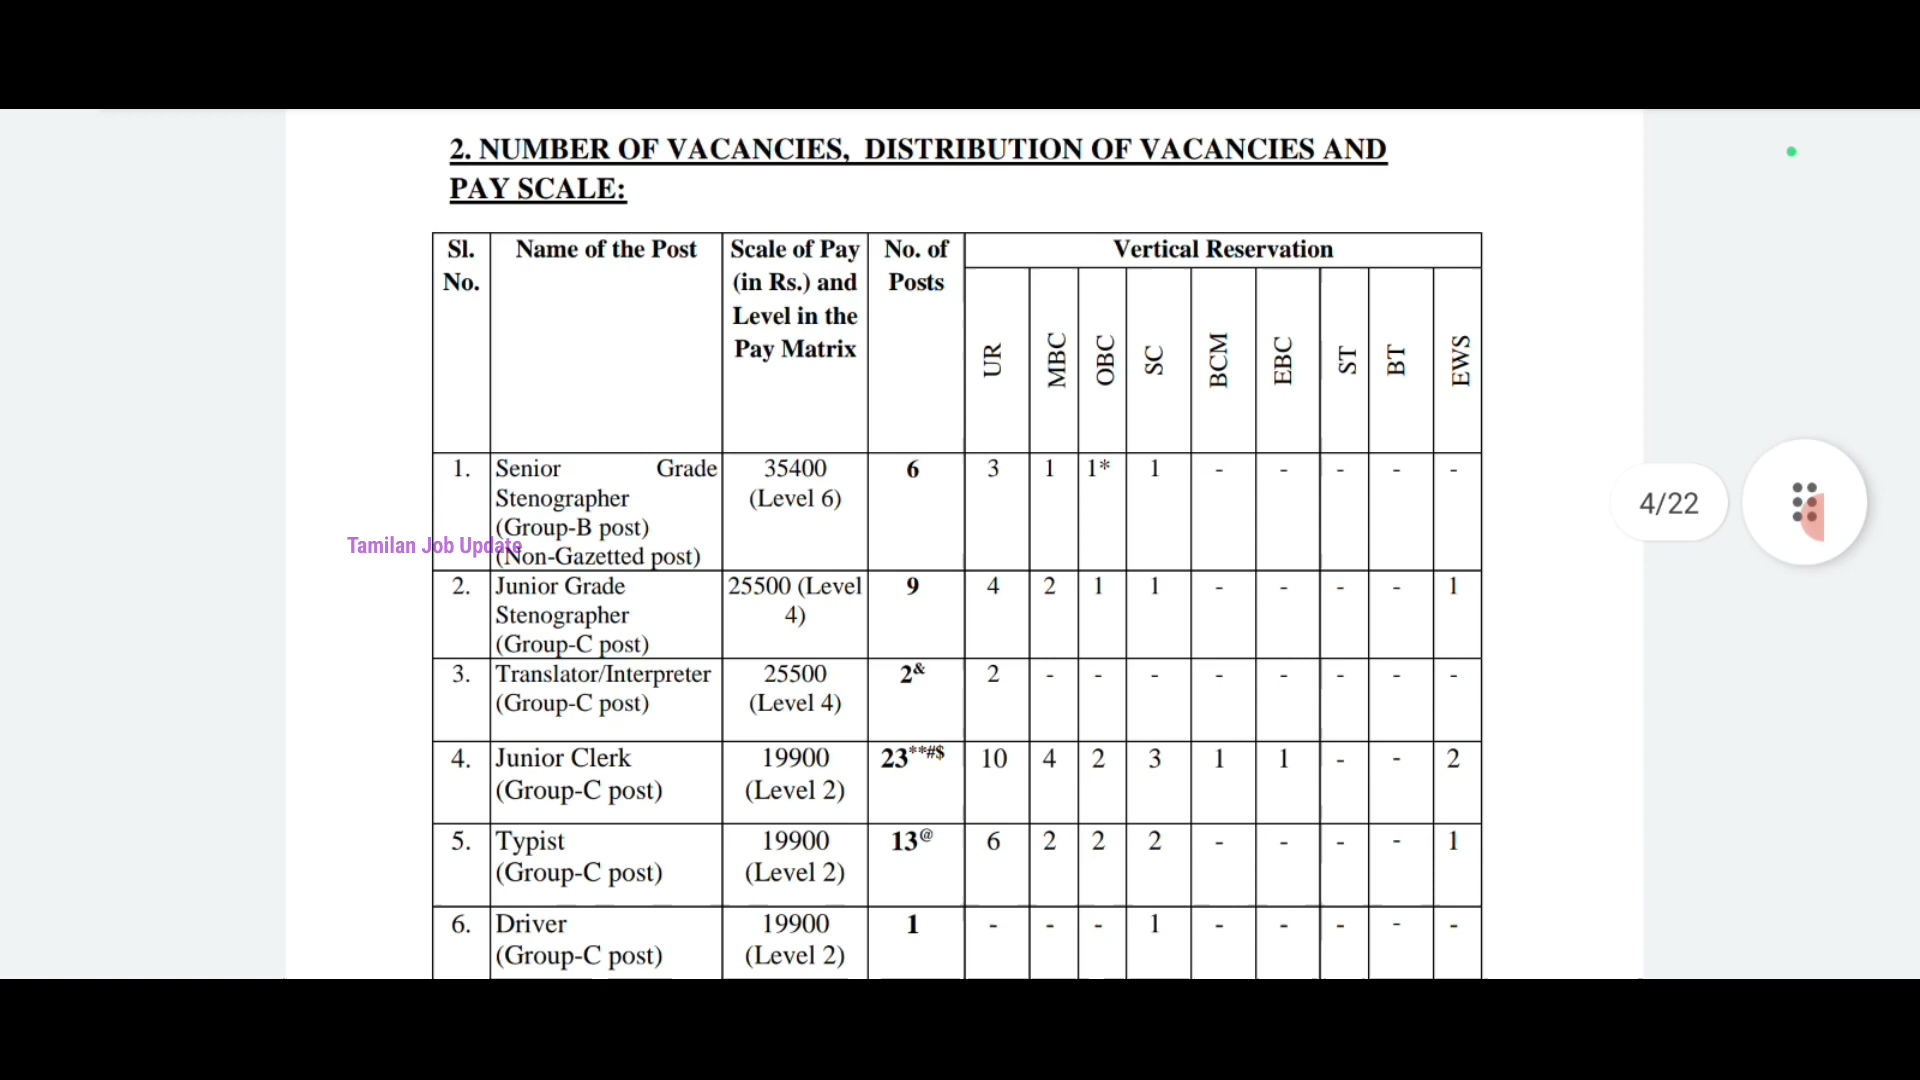 2. NUMBER OF VACANCIES, DISTRIBUTION OF VACANCIES AND
PAY SCALE:
Sl. No. Name of the Post Scale of Pay (in Rs.) and Level in the Pay Matrix No. of Posts Vertical Reservation
UR MBC OBC SC BCM EBC ST BT EWS
1. Senior Grade 35400 6 3 1 1* 1 - - - - -
Stenographer (Level 6)
(Group-B post)
(Non-Gazetted post)
2. Junior Grade 25500 (Level 9 4 2 1 1 - - - - 1
Stenographer 4)
(Group-C post)
3. Translator/Interpreter 25500 2& 2 - - - - - - - -
(Group-C post) (Level 4)
4. Junior Clerk 19900 23**#$ 10 4 2 3 1 1 - - 2
(Group-C post) (Level 2)
5. Typist 19900 13@ 6 2 2 2 - - - - 1
(Group-C post) (Level 2)
6. Driver 19900 1 - - - 1 - - - - -
(Group-C post) (Level 2)
Tamilan Job Update
4/22